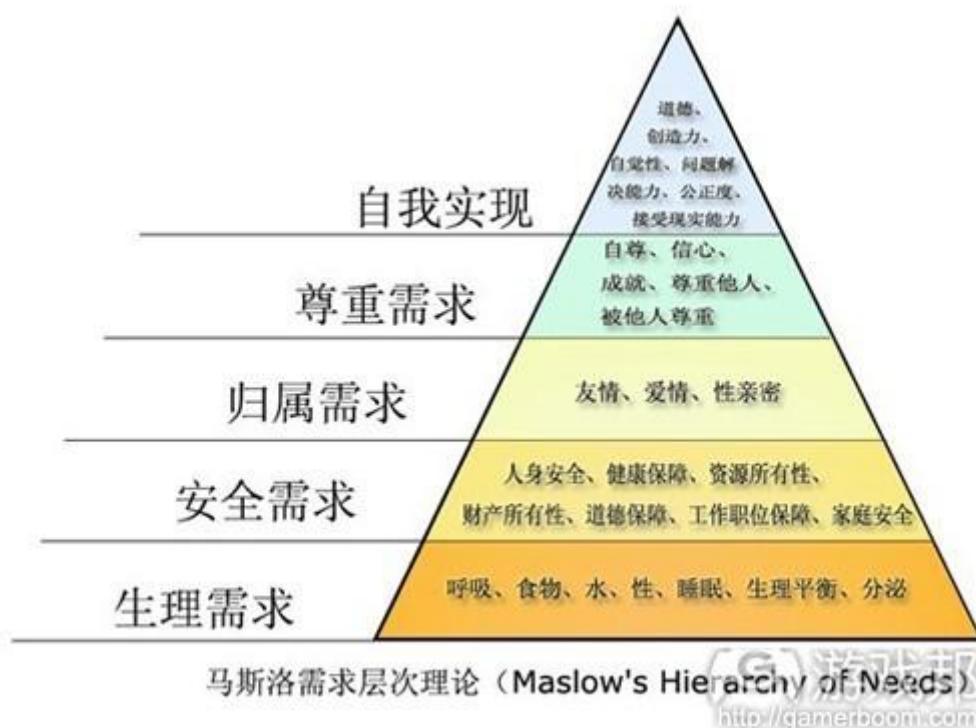 道德、
创造力、
自觉性、问题解
决能力、公正度、
接受现实能力
自我实现
自尊、信心、
成就、尊重他人、
被他人尊重
尊重需求
友情、爱情、性亲密
归属需求
人身安全、健康保障、资源所有性、
财产所有性、道德保障、工作职位保障、家庭安全
安全需求
呼吸、食物、水、性、睡眠、生理平衡、分泌
生理需求
马斯洛需求层次理论（Maslow's Hierarchy of Needs）
游戏邦
http://gamerboom.com